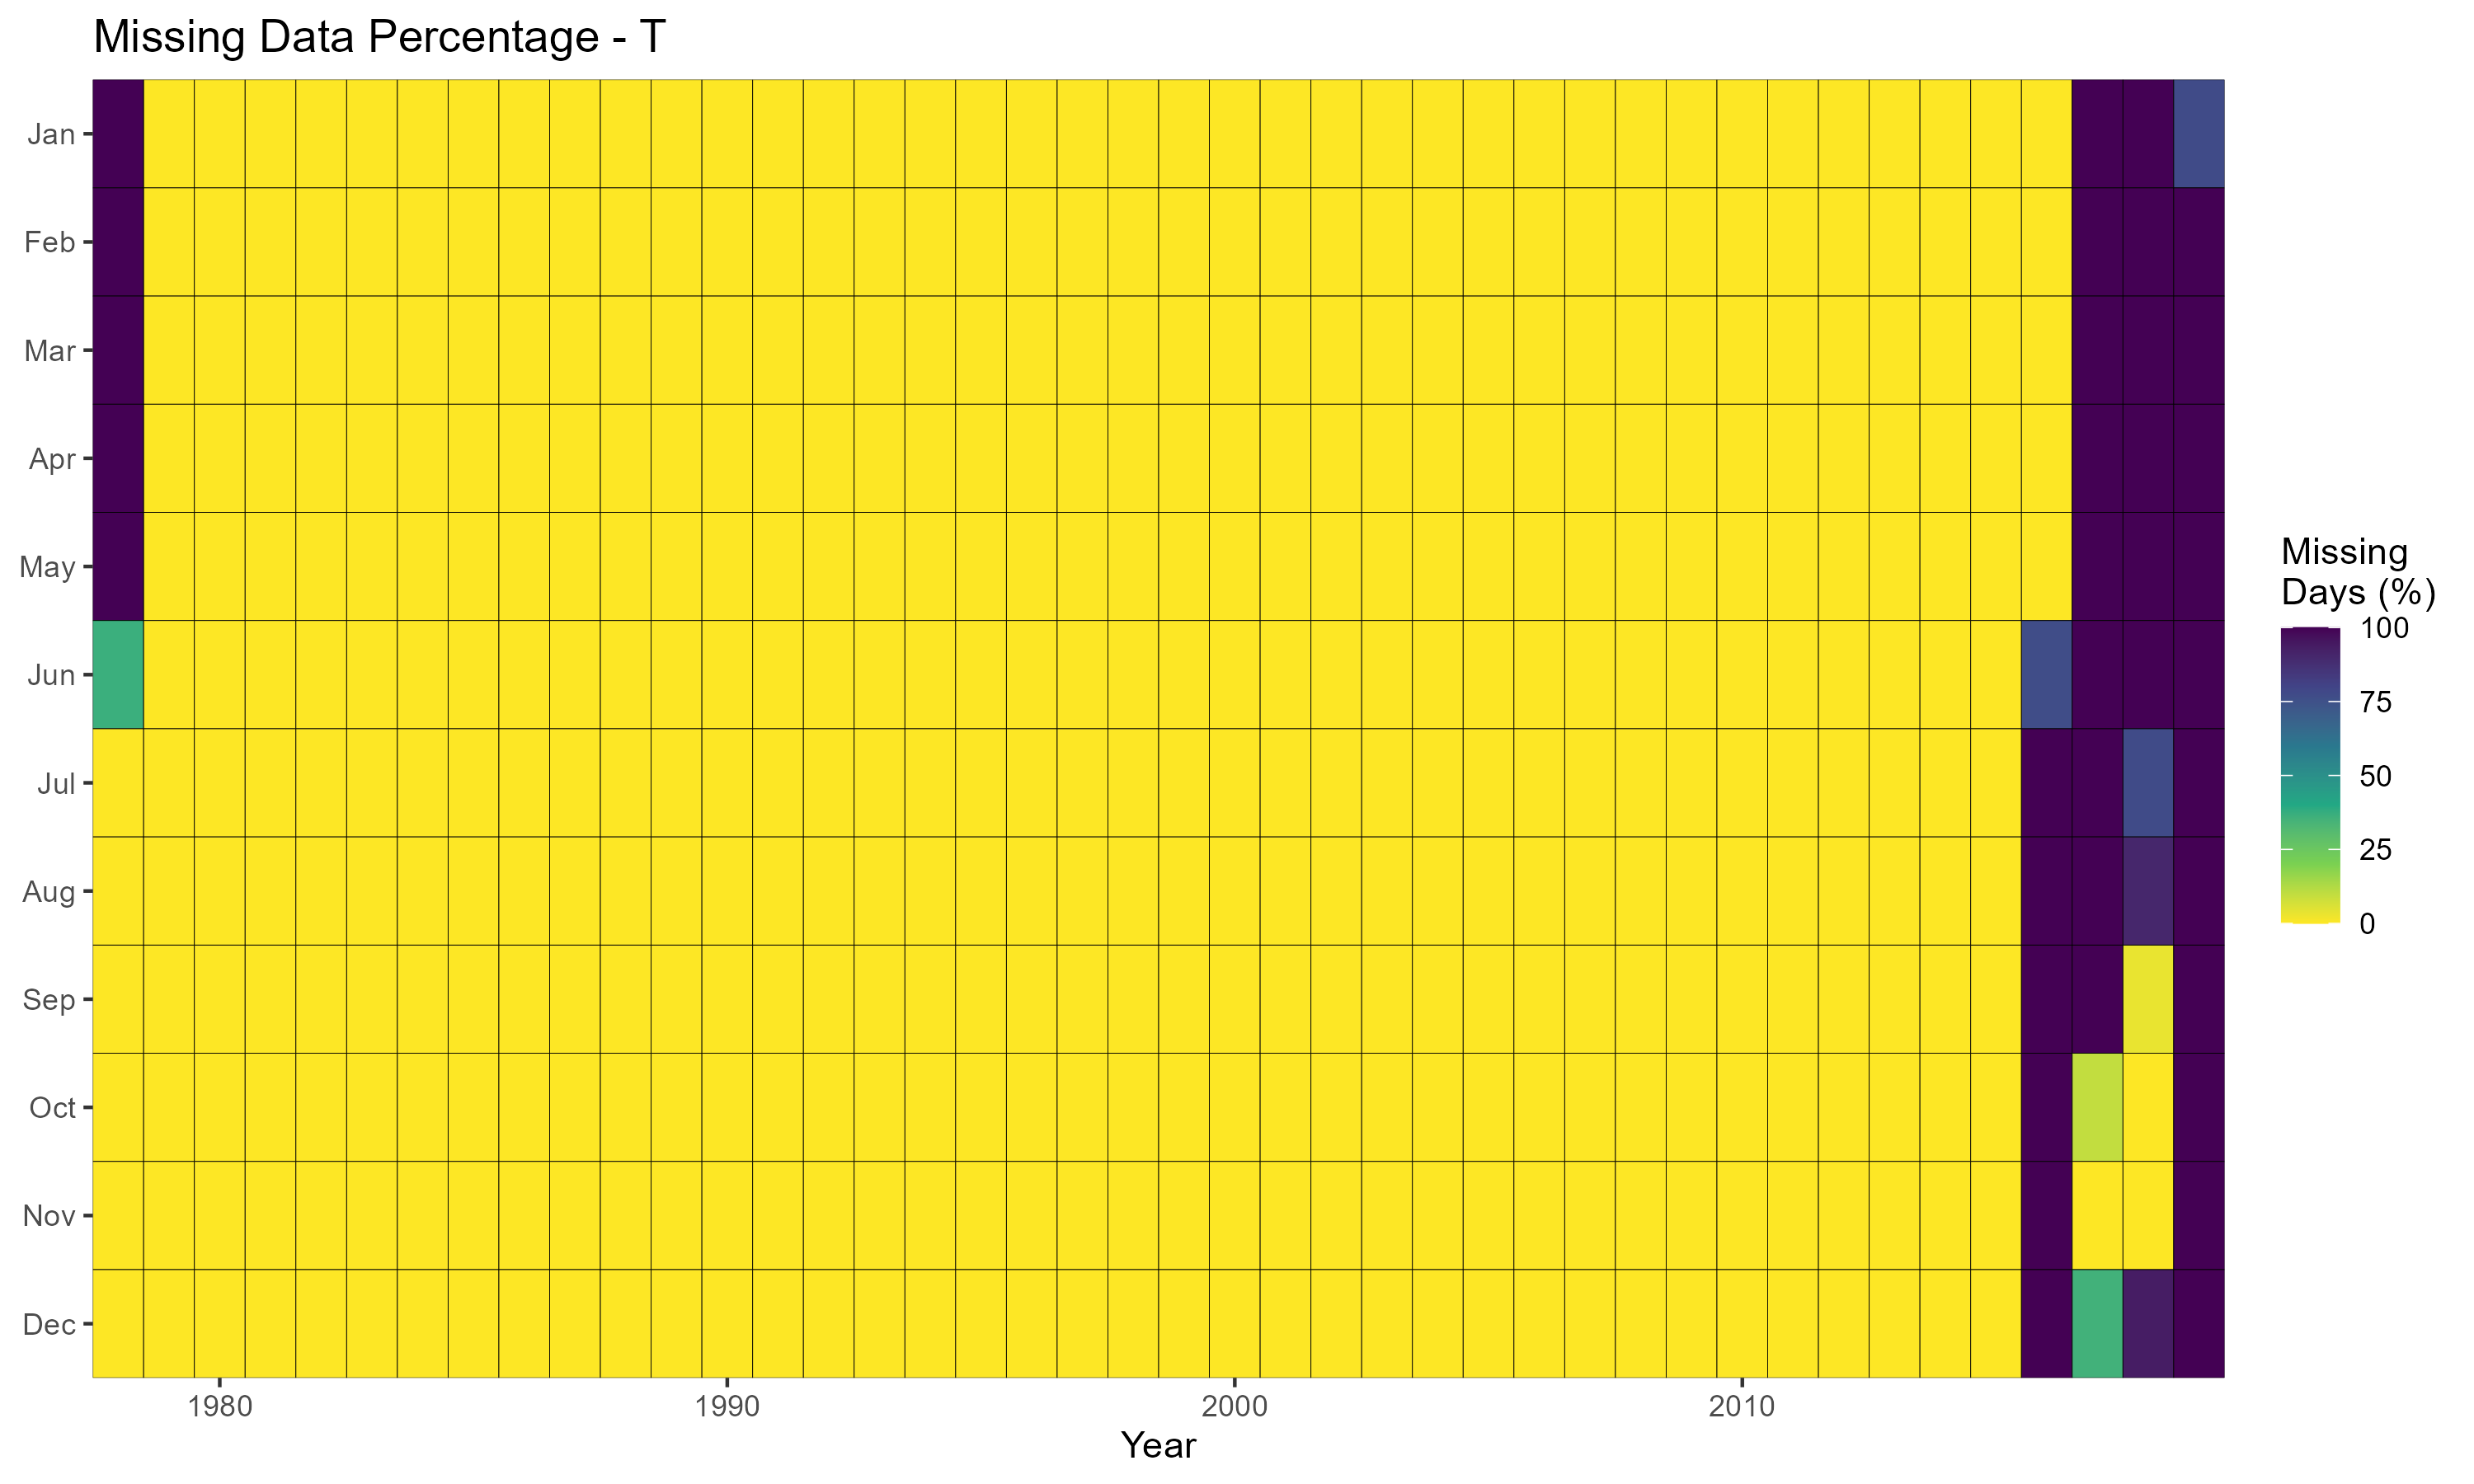 Missing Data Percentage - T
Jan
Feb
Mar
Apr
May
Jun
Jul
Aug
Sep
Oct
Nov
Dec
1980 1990 2000 2010
Year
Missing
Days (%)
100
75
50
25
0